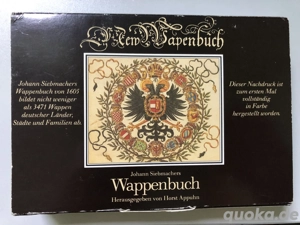 New Wapenbuch
Johann Siebmachers
Wappenbuch von 1605
bildet nicht weniger
als 3471 Wappen
deutscher Länder,
Städte und Familien ab.
Dieser Nachdruck ist
zum ersten Mal
vollständig
in Farbe
hergestellt worden.
Johann Siebmachers
Wappenbuch
Herausgegeben von Horst Appuhn
quoka.de